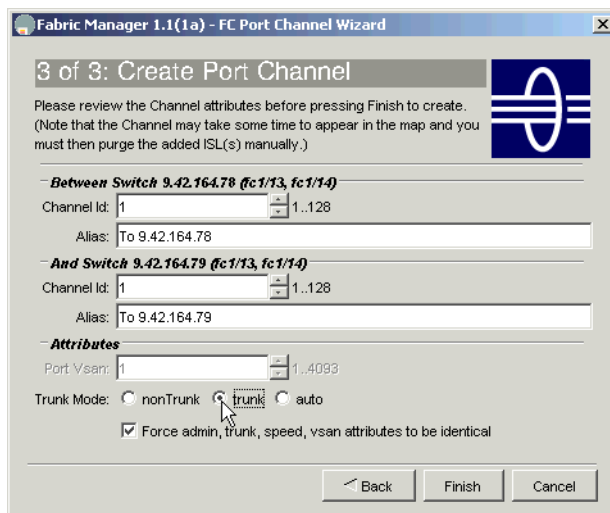 Fabric Manager 1.1(1a) - FC Port Channel Wizard
3 of 3: Create Port Channel
Please review the Channel attributes before pressing Finish to create.
(Note that the Channel may take some time to appear in the map and you
must then purge the added ISL(s) manually.)
Between Switch 9.42.164.78 (fc1/13, fc1/14)
Channel Id: 1 1..128
Alias: To 9.42.164.78
And Switch 9.42.164.79 (fc1/13, fc1/14)
Channel Id: 1 1..128
Alias: To 9.42.164.79
Attributes
Port Vsan: 1 1..4093
Trunk Mode: nonTrunk trunk auto
Force admin, trunk, speed, vsan attributes to be identical
Back Finish Cancel